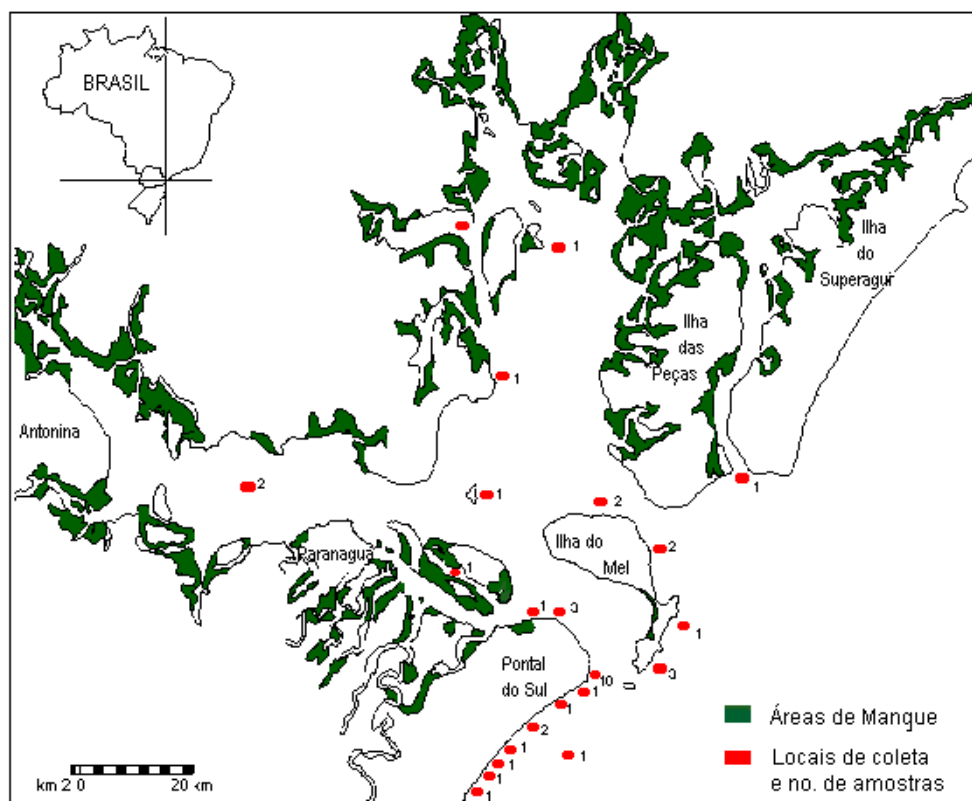 BRASIL
Ilha
do
Superagui
1
Ilha
das
Peças
1
Antonina
1
2
1
2
Ilha do
Mel
2
Paranaguá
1
1
3
1
Pontal
do Sul
3
10
1
1
2
1
1
1
1
1
Áreas de Manque
Locais de coleta
e no. de amostras
km 2 0 20 km